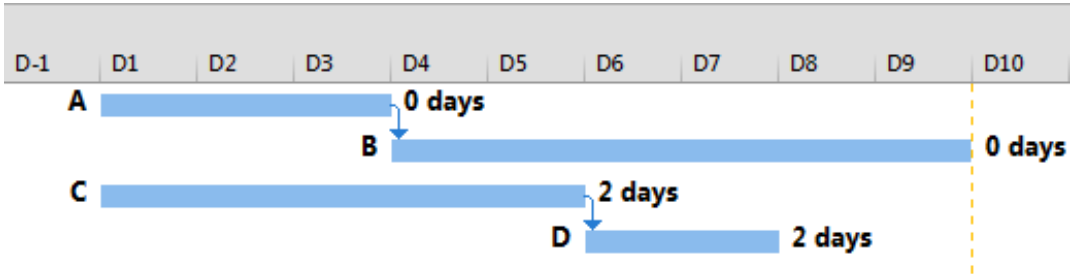 D-1 D1 D2 D3 D4 D5 D6 D7 D8 D9 D10
A 0 days
B 0 days
C 2 days
D 2 days